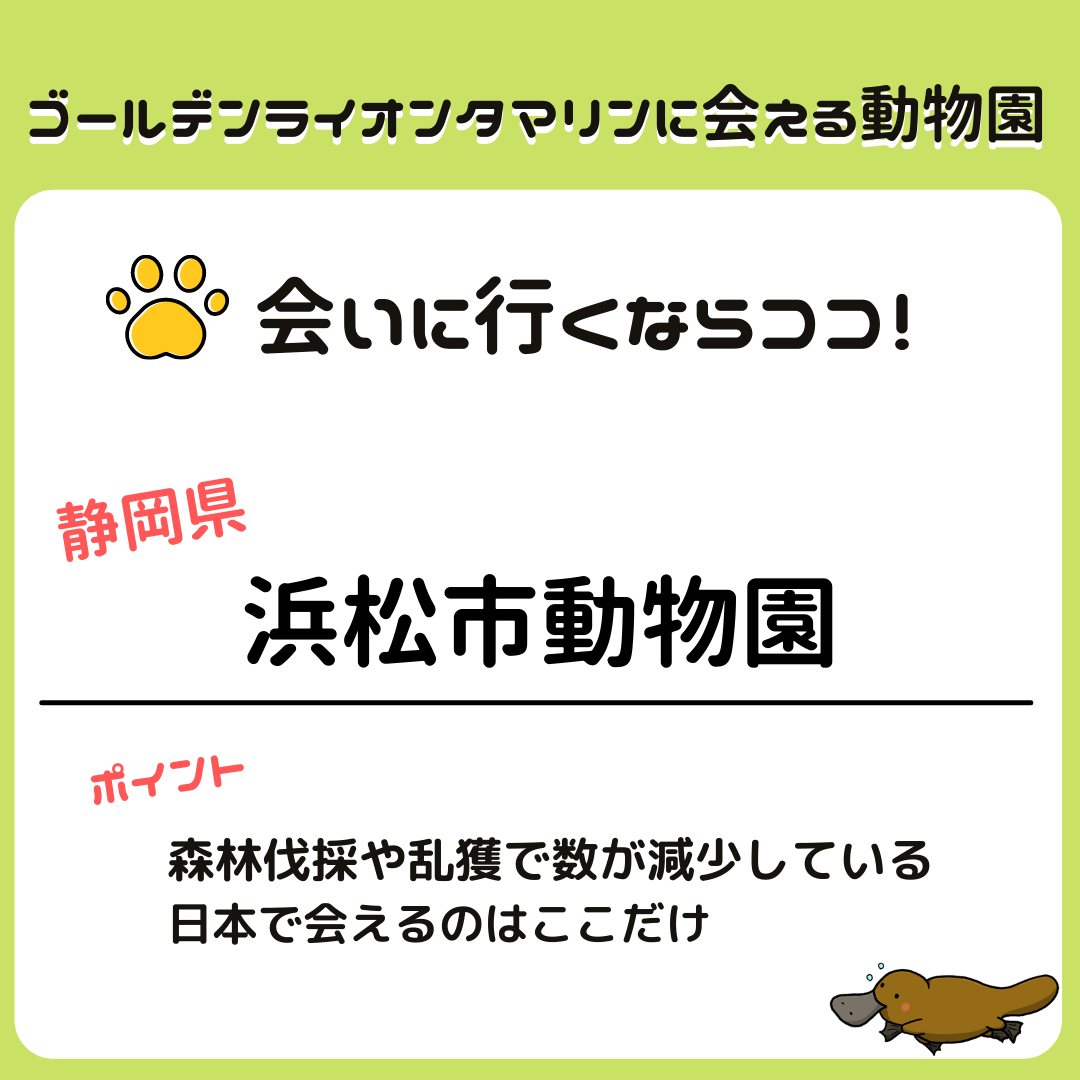 ゴールデンライオンタマリンに会える動物園
会いに行くならココ!
静岡県
浜松市動物園
ポイント
森林伐採や乱獲で数が減少している
日本で会えるのはここだけ